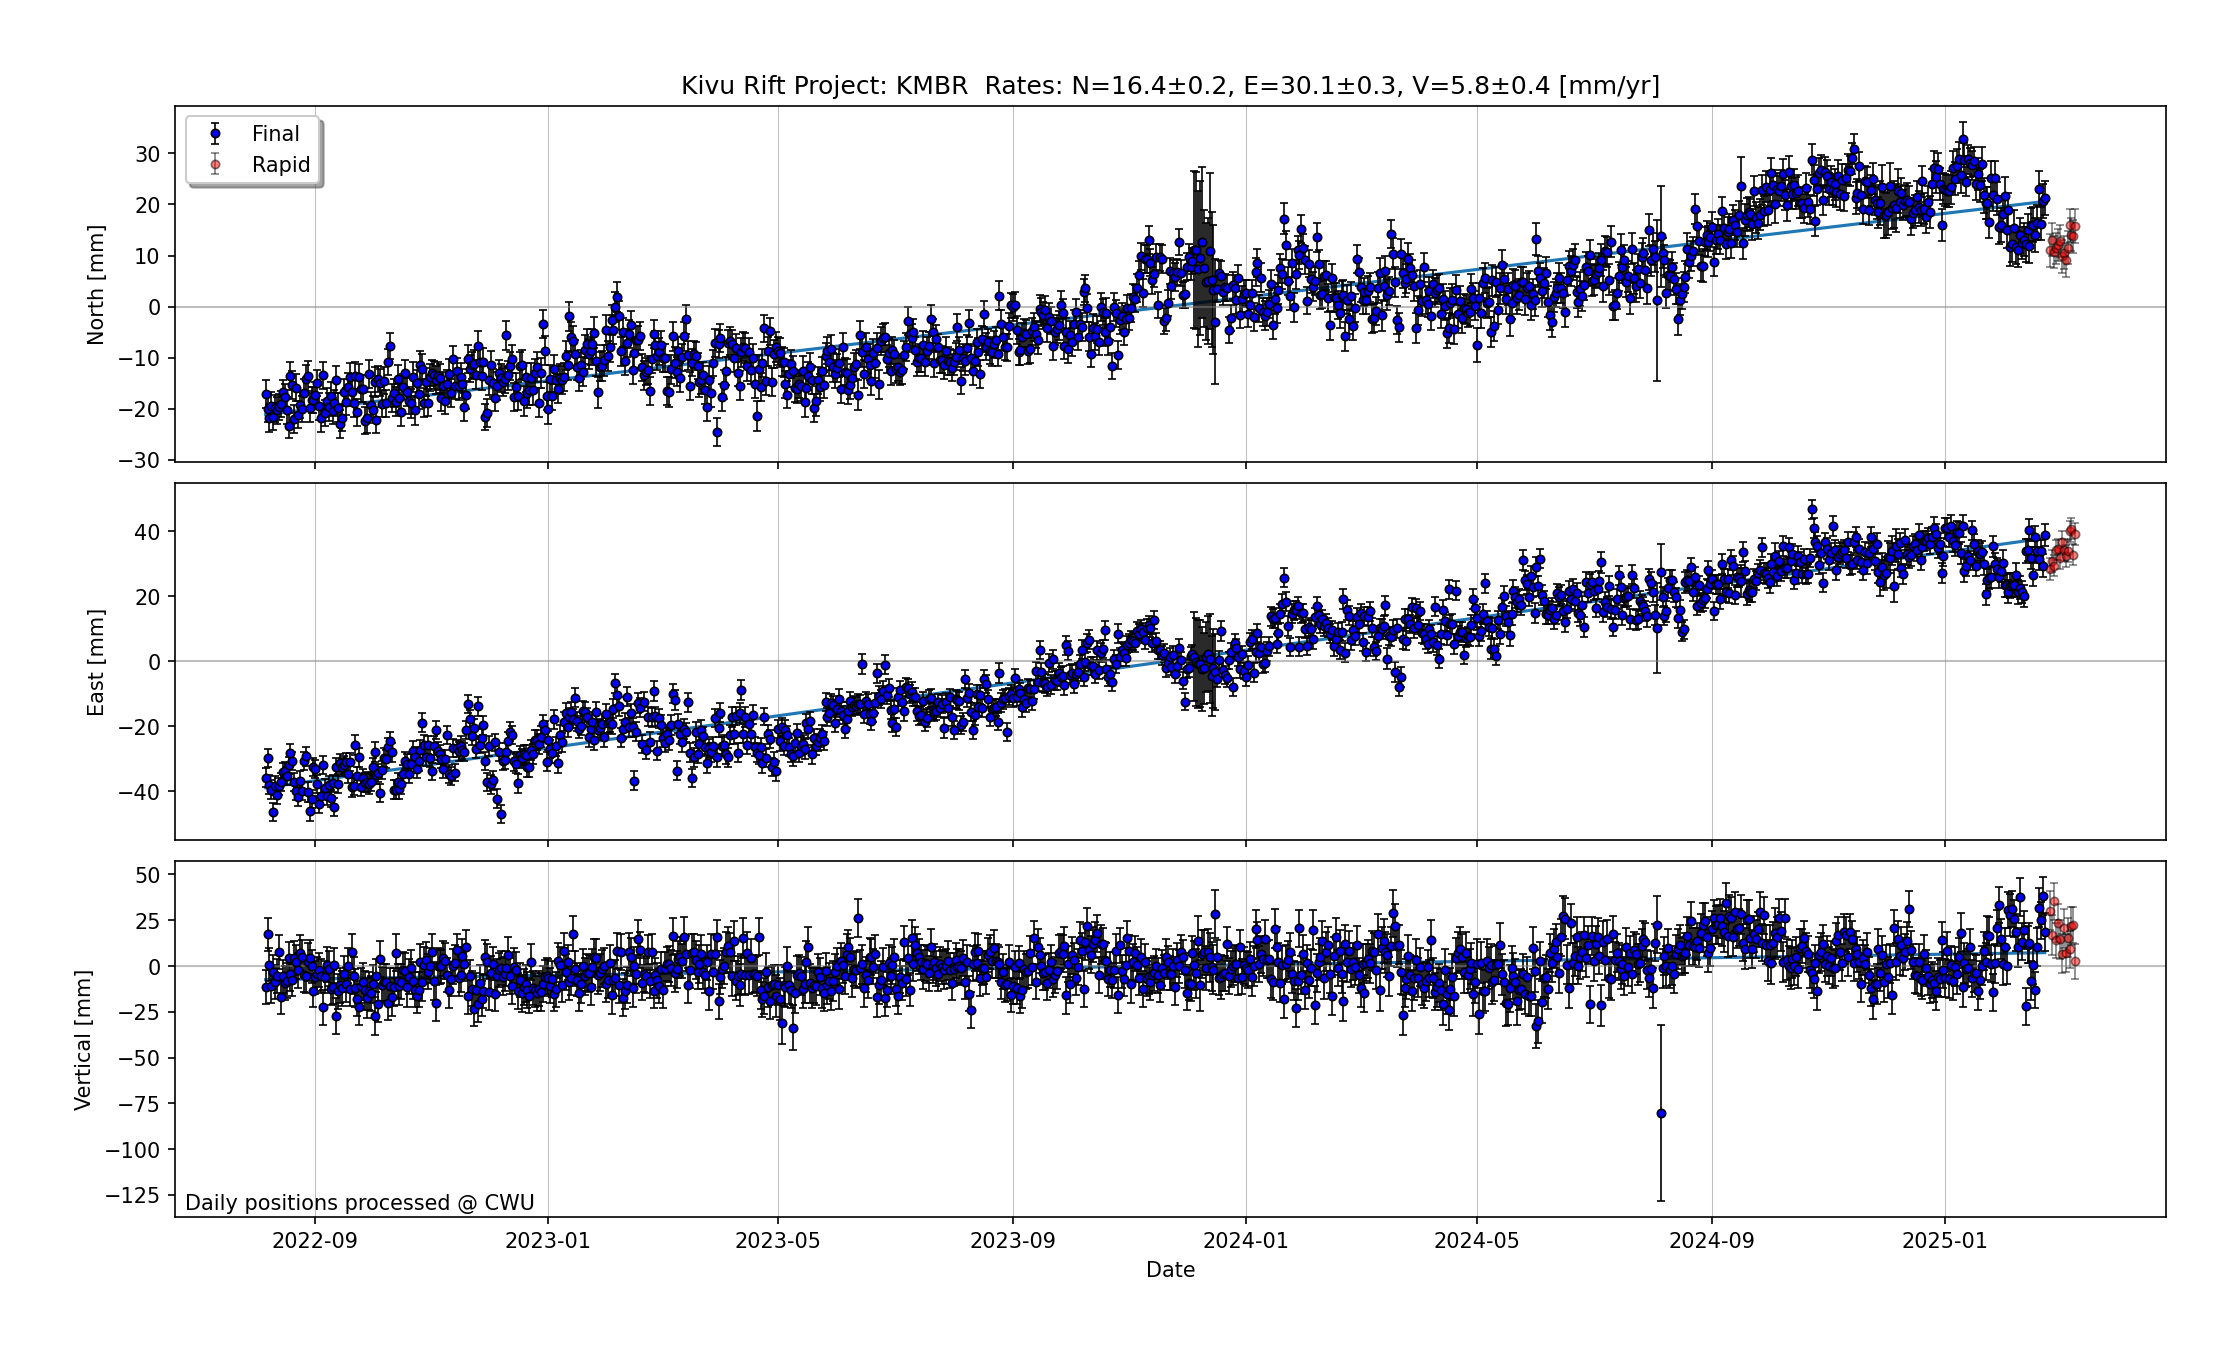 Kivu Rift Project: KMBR  Rates: N=16.4±0.2, E=30.1±0.3, V=5.8±0.4 [mm/yr]
Final
Rapid
30
20
10
0
−10
−20
−30
North [mm]
40
20
0
−20
−40
East [mm]
50
25
0
−25
−50
−75
−100
−125
Vertical [mm]
Daily positions processed @ CWU
2022-09 2023-01 2023-05 2023-09 2024-01 2024-05 2024-09 2025-01
Date